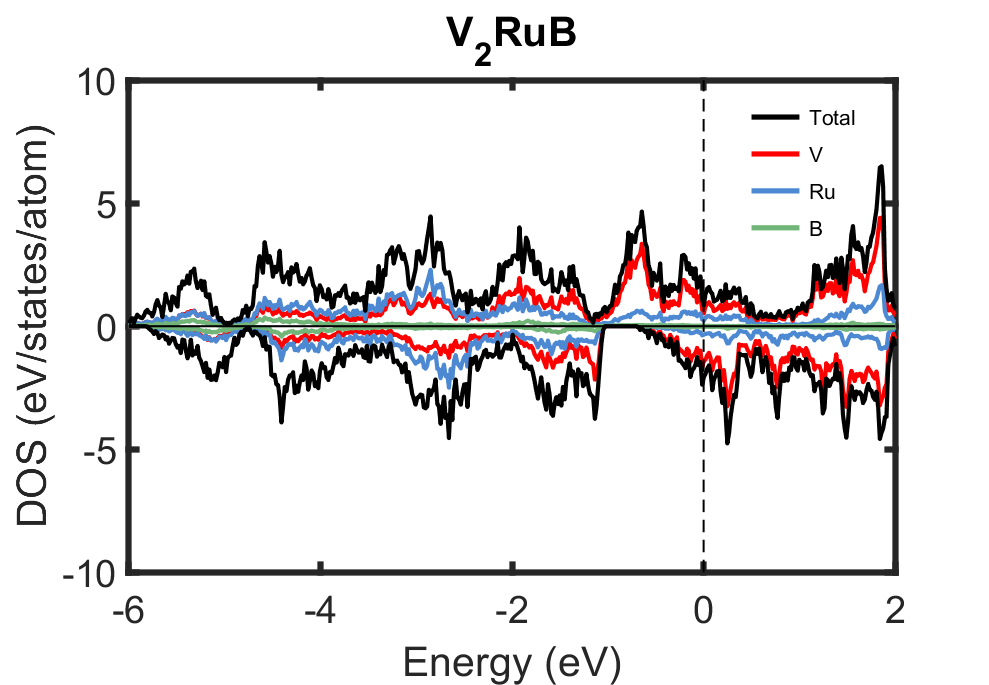 V₂RuB
10
5
0
-5
-10
DOS (eV/states/atom)
Total
V
Ru
B
-6
-4
-2
0
2
Energy (eV)